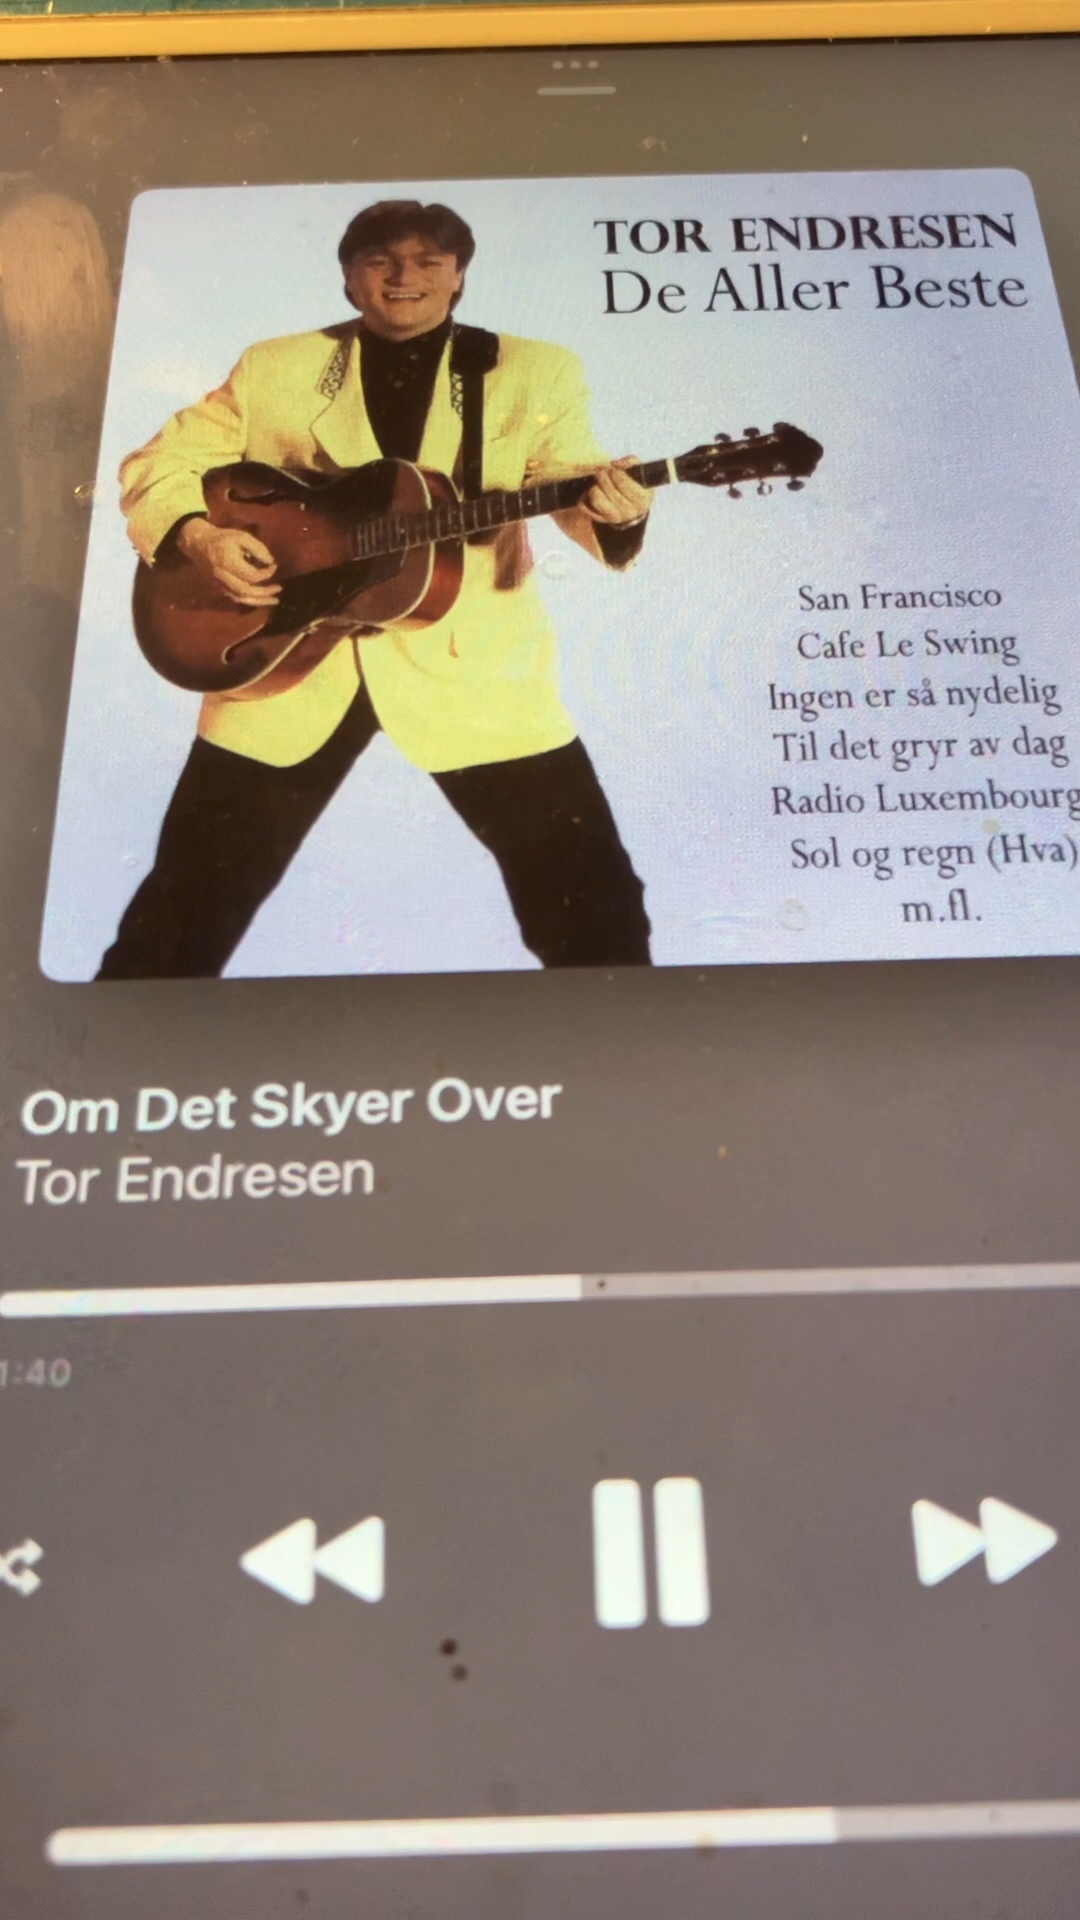 TOR ENDRESEN
De Aller Beste
San Francisco
Cafe Le Swing
Ingen er så nydelig
Til det gryr av dag
Radio Luxembourg
Sol og regn (Hva)
m.fl.
Om Det Skyer Over
Tor Endresen
1:40